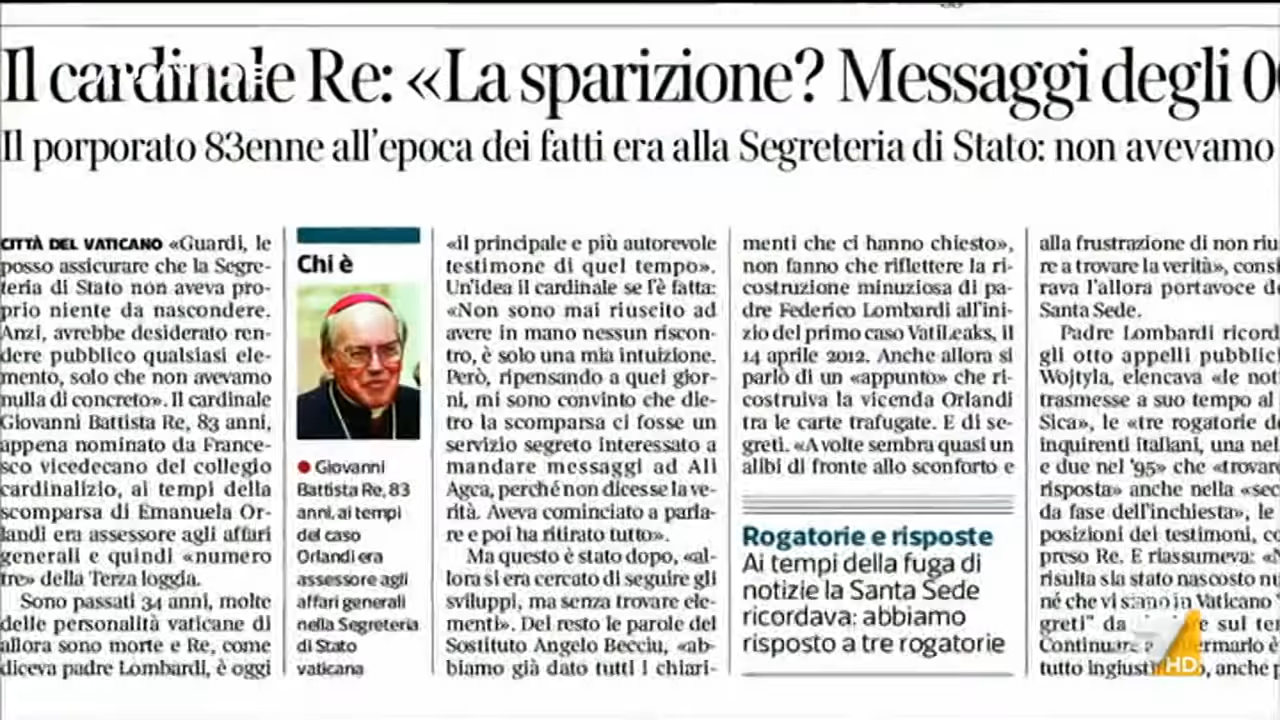 Il cardinale Re: «La sparizione? Messaggi degli
Il porporato 83enne all'epoca dei fatti era alla Segreteria di Stato: non avevamo
CITTÀ DEL VATICANO «Guardi, le
posso assicurare che la Segre-
teria di Stato non aveva pro-
prio niente da nascondere.
Anzi, avrebbe desiderato ren-
dere pubblico qualsiasi ele-
mento, solo che non avevamo
nulla di concreto». Il cardinale
Giovanni Battista Re, 83 anni,
appena nominato da France-
sco vicedecano del collegio
cardinalizio, ai tempi della
scomparsa di Emanuela Or-
landi era assessore agli affari
generali e quindi «numero
tre» della Terza loggia.
Sono passati 34 anni, molte
delle personalità vaticane di
allora sono morte e Re, come
diceva padre Lombardi, è oggi
Chi è
Giovanni
Battista Re, 83
anni, ai tempi
del caso
Orlandi era
assessore agli
affari generali
nella Segreteria
di Stato
vaticana
«il principale e più autorevole
testimone di quel tempo».
Un'idea il cardinale se l'è fatta:
«Non sono mai riuscito ad
avere in mano nessun riscon-
tro, è solo una mia intuizione.
Però, ripensando a quei gior-
ni, mi sono convinto che die-
tro la scomparsa ci fosse un
servizio segreto interessato a
mandare messaggi ad Ali
Agca, perché non dicesse la ve-
rità. Aveva cominciato a parla-
re e poi ha ritirato tutto».
Ma questo è stato dopo, «al-
lora si era cercato di seguire gli
sviluppi, ma senza trovare ele-
menti». Del resto le parole del
Sostituto Angelo Becciu, «ab-
biamo già dato tutti i chiari-
menti che ci hanno chiesto»,
non fanno che riflettere la ri-
costruzione minuziosa di pa-
dre Federico Lombardi all'ini-
zio del primo caso VatiLeaks, il
14 aprile 2012. Anche allora si
parlò di un «appunto» che ri-
costruiva la vicenda Orlandi
tra le carte trafugate. E di se-
greti. «A volte sembra quasi un
alibi di fronte allo sconforto e
Rogatorie e risposte
Ai tempi della fuga di
notizie la Santa Sede
ricordava: abbiamo
risposto a tre rogatorie
alla frustrazione di non riu
re a trovare la verità», consi
rava l'allora portavoce de
Santa Sede.
Padre Lombardi ricord
gli otto appelli pubblici
Wojtyla, elencava «le not
trasmesse a suo tempo al
Sica», le «tre rogatorie de
inquirenti italiani, una nel
e due nel '95» che «trovar
risposta» anche nella «sec
da fase dell'inchiesta», le
posizioni dei testimoni, co
preso Re. E riassumeva:
risulta sia stato nascosto nu
né che vi siano in Vaticano
greti" da sul
Continuare
tutto anche
HD